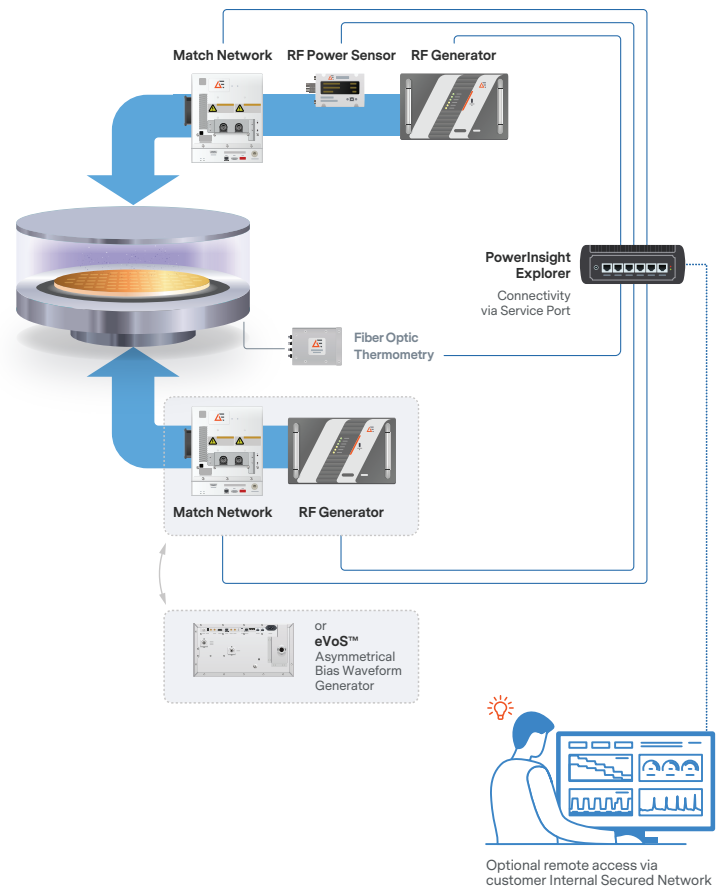 Match Network
RF Power Sensor
RF Generator
PowerInsight
Explorer
Connectivity
via Service Port
Fiber Optic
Thermometry
Match Network
RF Generator
or
eVoS™
Asymmetrical
Bias Waveform
Generator
Optional remote access via
customer Internal Secured Network